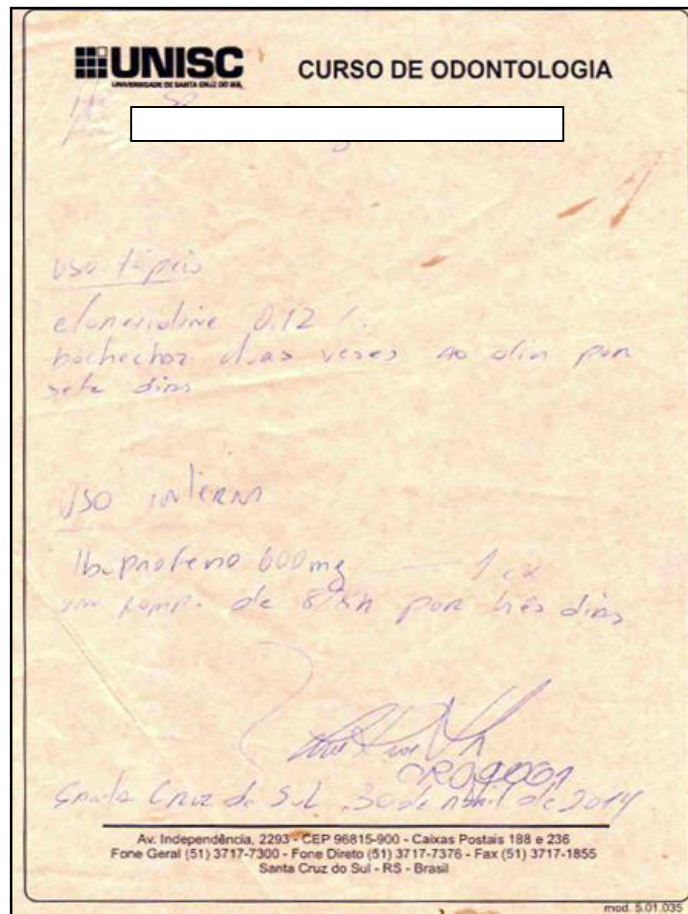 UNISC
UNIVERSIDADE DE SANTA CRUZ DO SUL
CURSO DE ODONTOLOGIA
uso tópico
0.12 %
bochechar duas vezes ao dia por
sete dias
uso interno
Ibuprofeno 600mg — 1 cx
um comp. de 8/8h por três dias
Santa Cruz do Sul, 30 de abril de 2014
Av. Independência, 2293 - CEP 96815-900 - Caixas Postais 188 e 236
Fone Geral (51) 3717-7300 - Fone Direto (51) 3717-7376 - Fax (51) 3717-1855
Santa Cruz do Sul - RS - Brasil
mod. 5.01.035